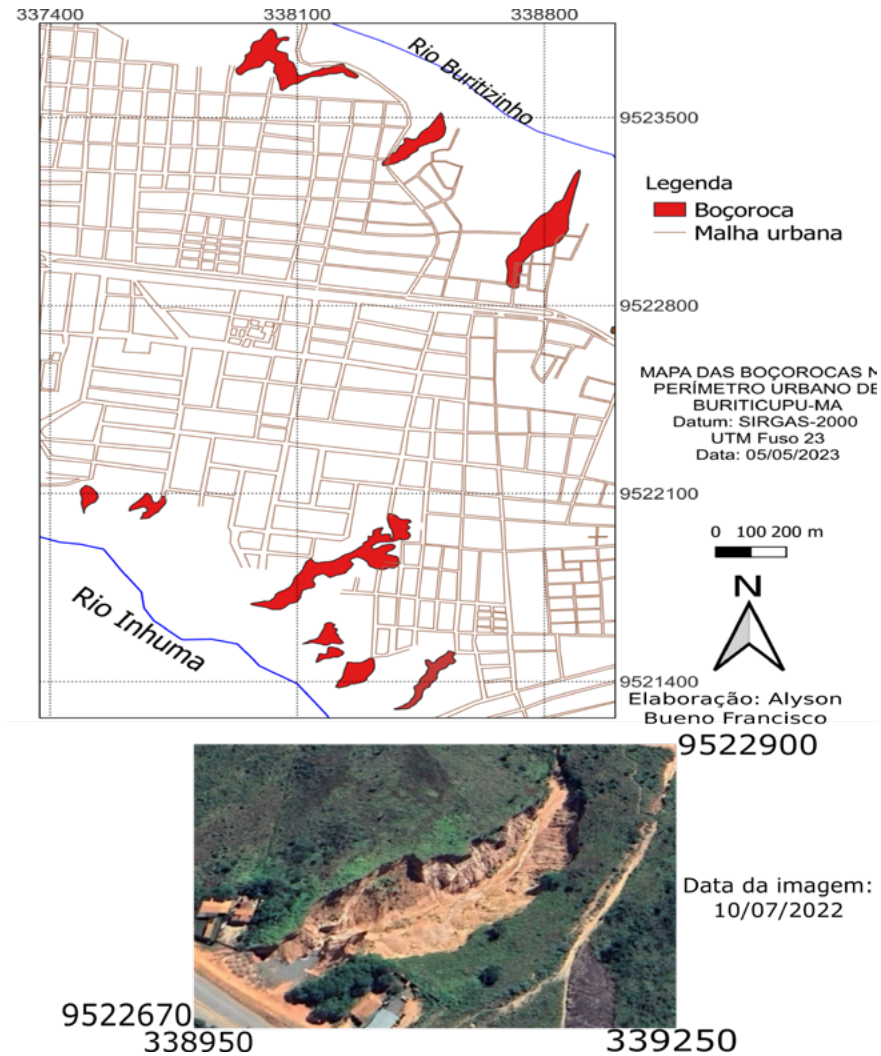 337400
338100
338800
Rio Buritizinho
9523500
Legenda
Boçoroca
Malha urbana
9522800
MAPA DAS BOÇOROCAS N
PERÍMETRO URBANO DE
BURITICUPU-MA
Datum: SIRGAS-2000
UTM Fuso 23
Data: 05/05/2023
9522100
0 100 200 m
N
Rio Inhuma
9521400
Elaboração: Alyson
Bueno Francisco
9522900
Data da imagem:
10/07/2022
9522670
338950
339250